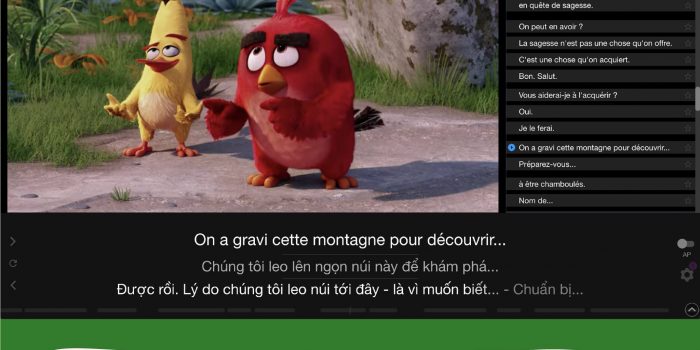 en quête de sagesse.
On peut en avoir ?
La sagesse n'est pas une chose qu'on offre.
C'est une chose qu'on acquiert.
Bon. Salut.
Vous aiderai-je à l'acquérir ?
Oui.
Je le ferai.
On a gravi cette montagne pour découvrir...
Préparez-vous...
à être chamboulés.
Nom de...
On a gravi cette montagne pour découvrir...
Chúng tôi leo lên ngọn núi này để khám phá...
Được rồi. Lý do chúng tôi leo núi tới đây - là vì muốn biết... - Chuẩn bị...
AP